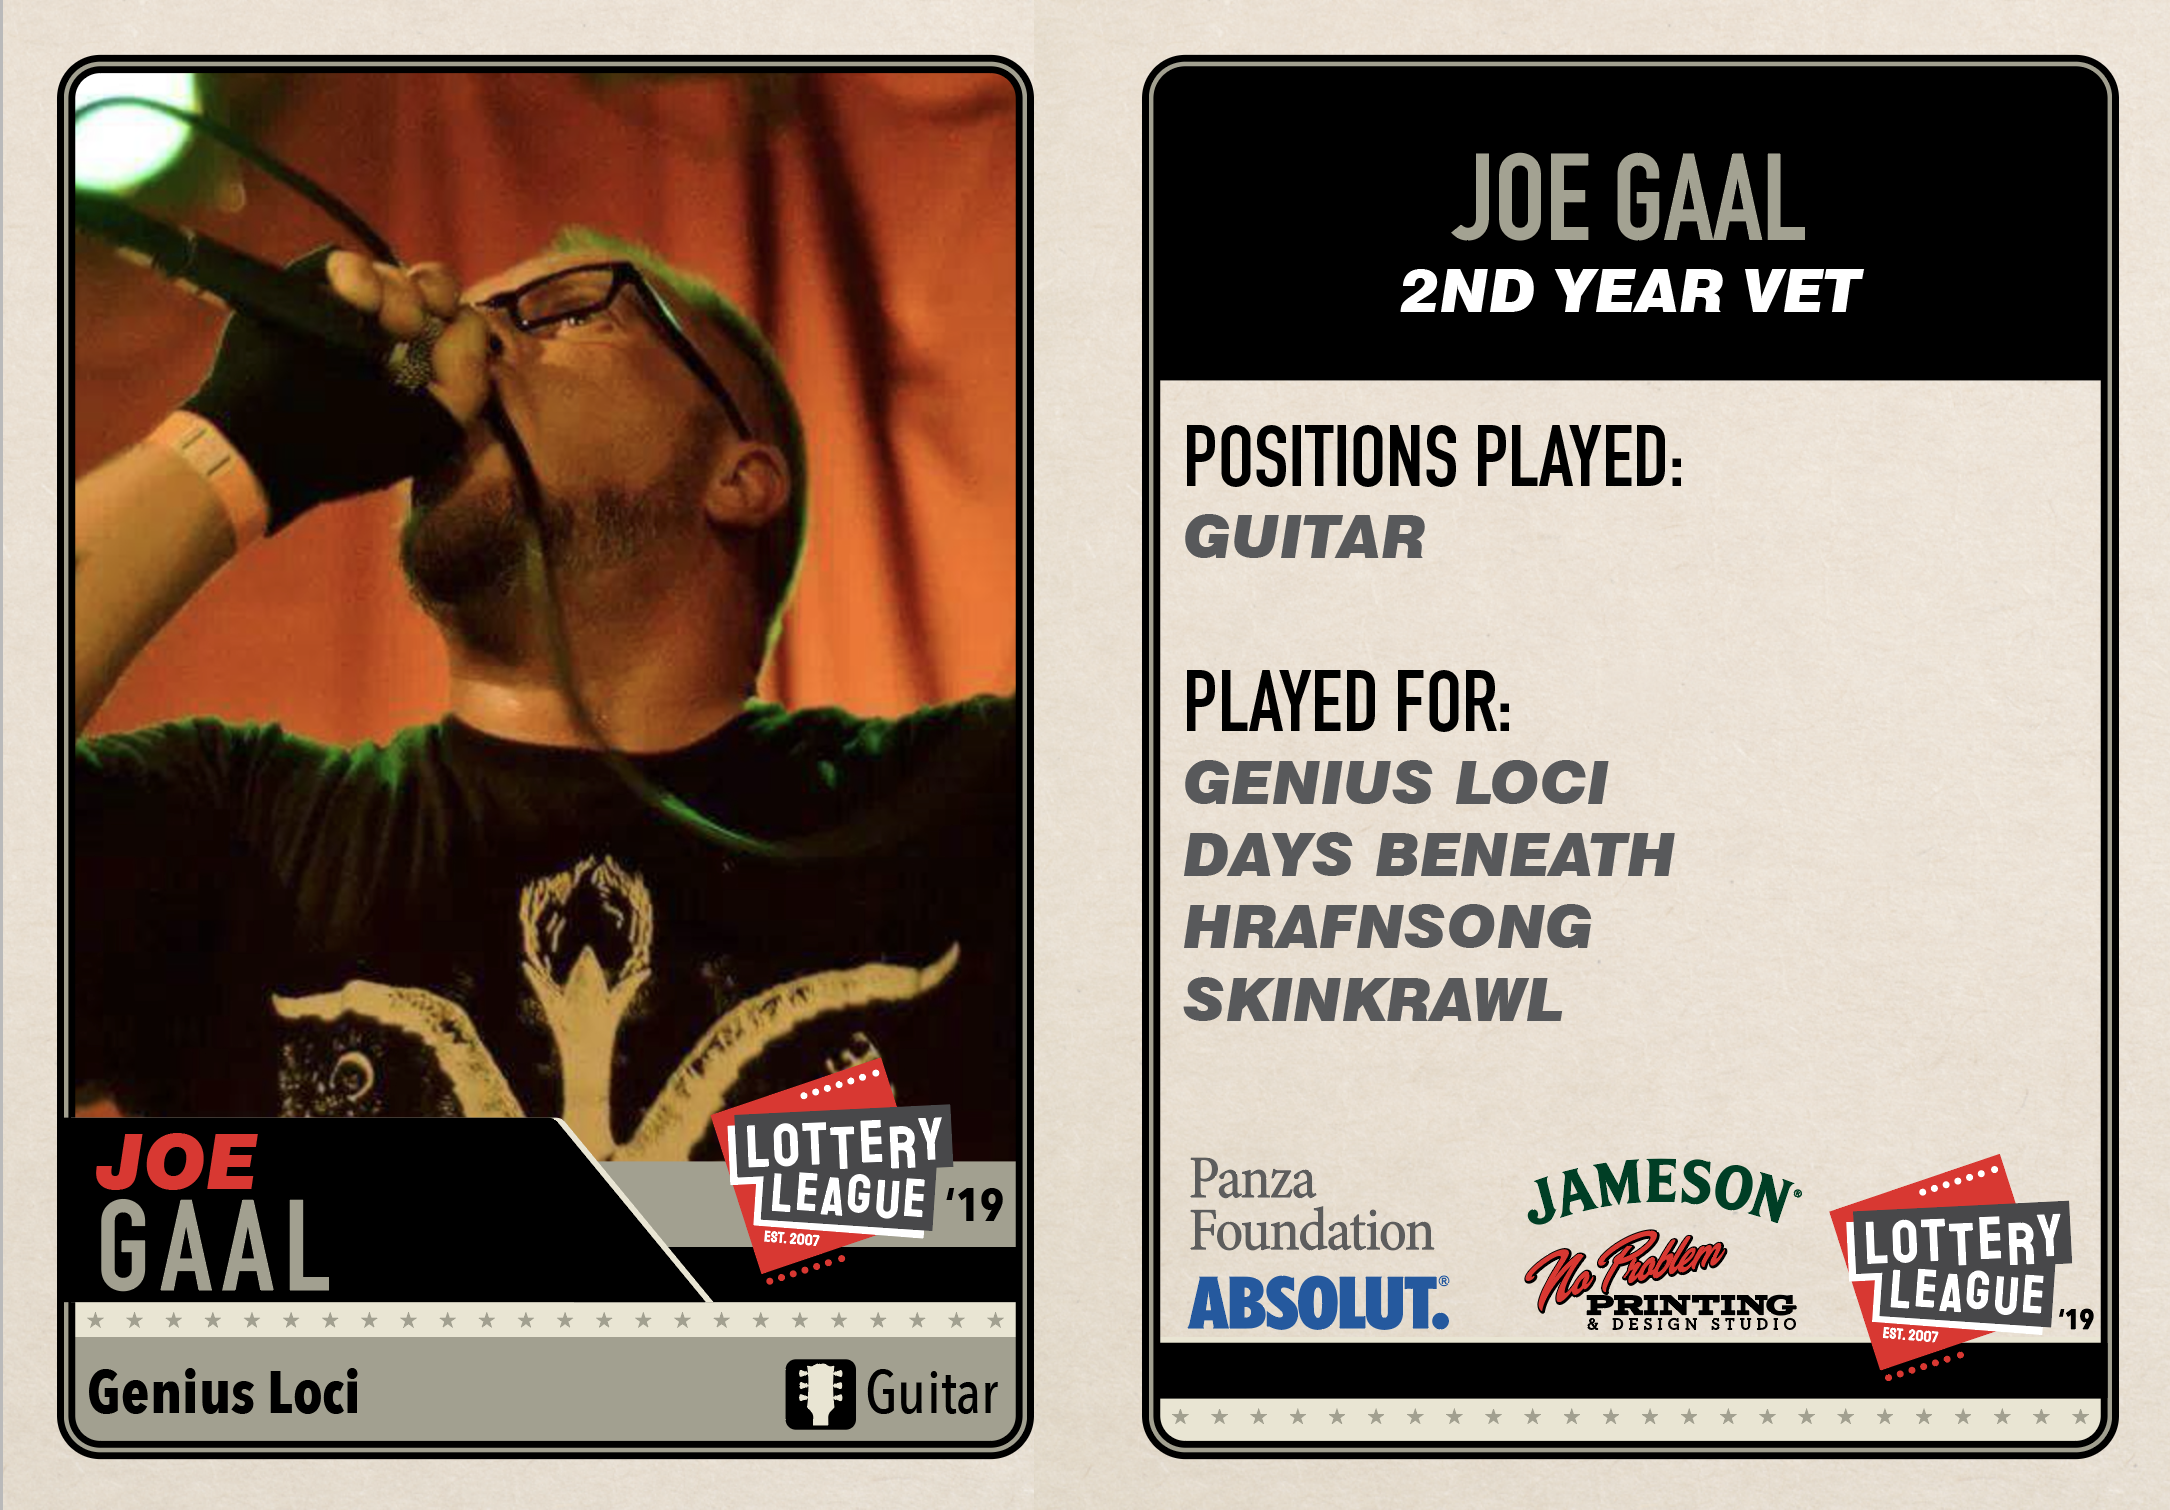 JOE
GAAL
LOTTERY
LEAGUE
EST. 2007
'19
Genius Loci
Guitar
JOE GAAL
2ND YEAR VET
POSITIONS PLAYED:
GUITAR
PLAYED FOR:
GENIUS LOCI
DAYS BENEATH
HRAFNSONG
SKINKRAWL
Panza
Foundation
ABSOLUT.®
JAMESON®
No Problem
PRINTING
& DESIGN STUDIO
LOTTERY
LEAGUE
EST. 2007
'19